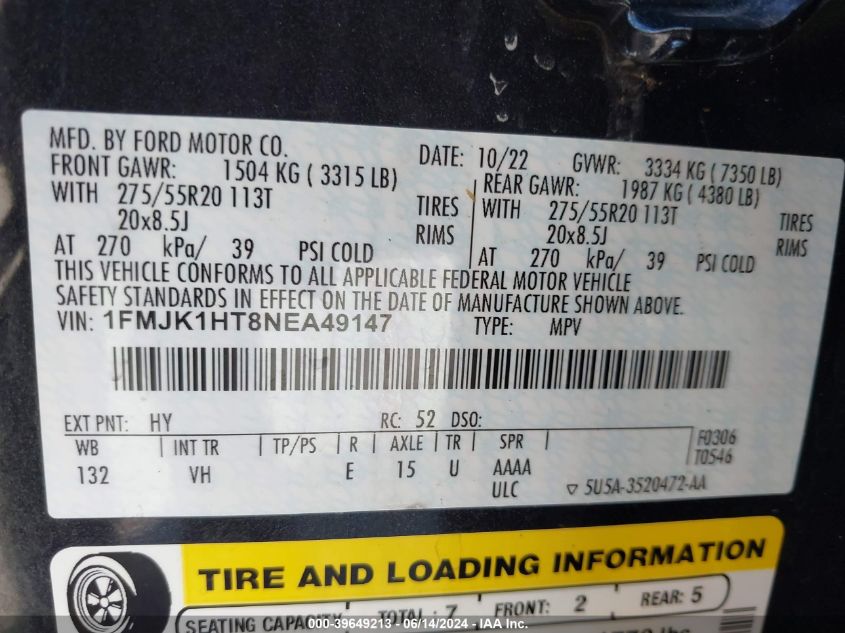 MFD. BY FORD MOTOR CO.
DATE: 10/22 GVWR: 3334 KG ( 7350 LB)
FRONT GAWR: 1504 KG ( 3315 LB)
REAR GAWR: 1987 KG ( 4380 LB)
WITH 275/55R20 113T TIRES
WITH 275/55R20 113T TIRES
20x8.5J RIMS
20x8.5J RIMS
AT 270 kPa/ 39 PSI COLD
AT 270 kPa/ 39 PSI COLD
THIS VEHICLE CONFORMS TO ALL APPLICABLE FEDERAL MOTOR VEHICLE
SAFETY STANDARDS IN EFFECT ON THE DATE OF MANUFACTURE SHOWN ABOVE.
VIN: 1FMJK1HT8NEA49147 TYPE: MPV
EXT PNT: HY RC: 52 DSO:
WB INT TR TP/PS R AXLE TR SPR
F0306
T0546
132 VH E 15 U AAAA
ULC
5U5A-3520472-AA
TIRE AND LOADING INFORMATION
SEATING CAPACITY TOTAL : 7 FRONT: 2 REAR: 5
000-39649213 - 06/14/2024 - IAA, Inc.